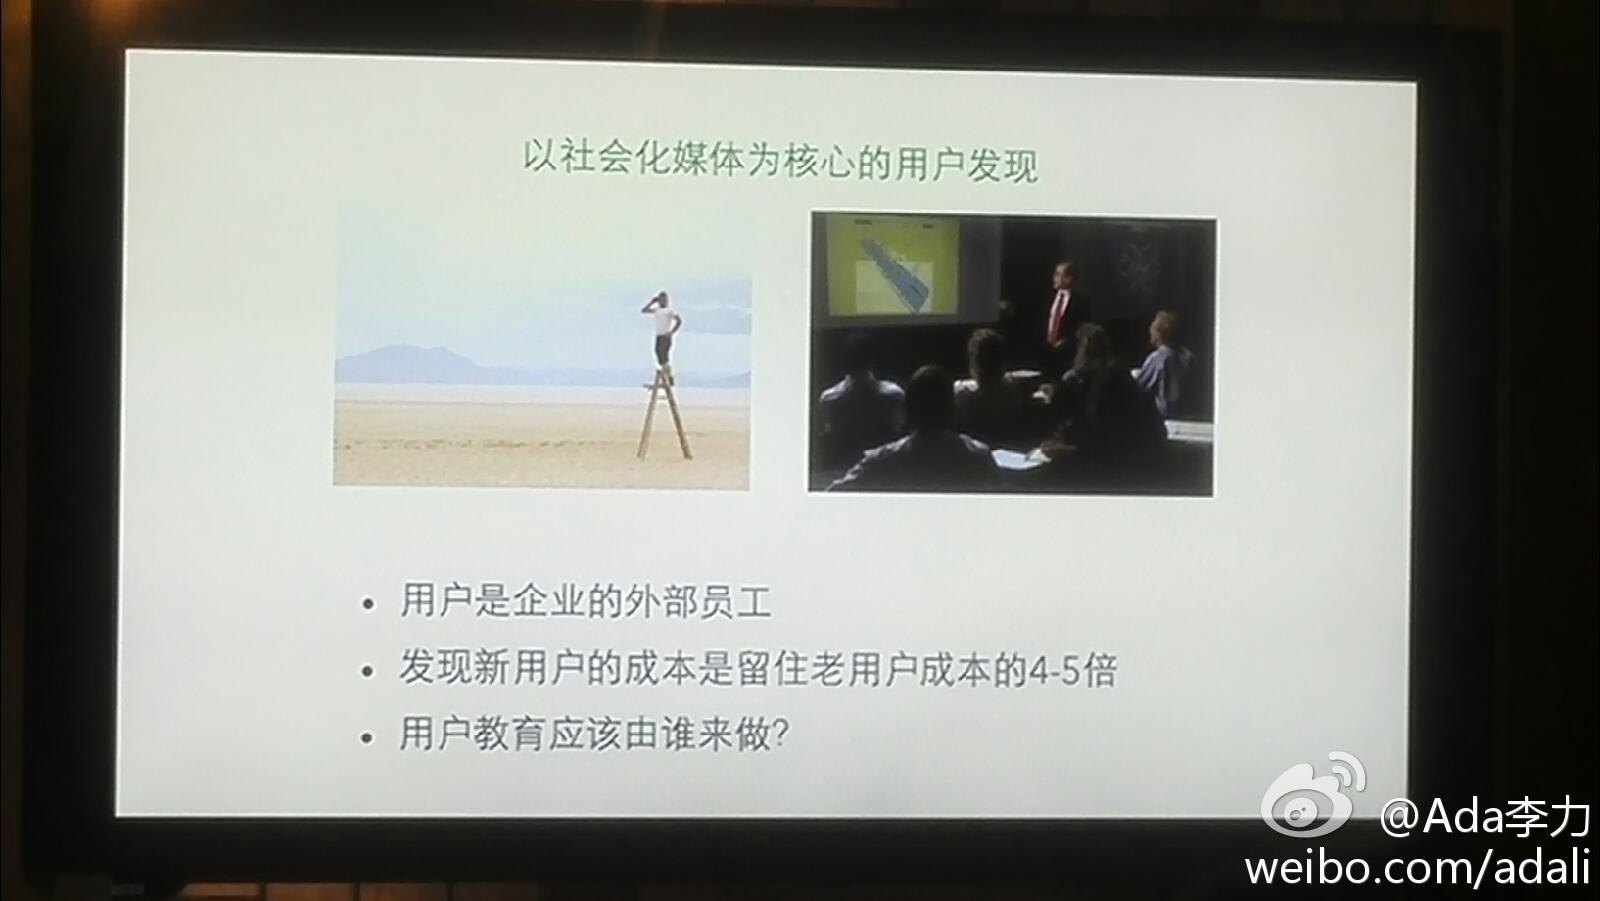 以社会化媒体为核心的用户发现
• 用户是企业的外部员工
• 发现新用户的成本是留住老用户成本的4-5倍
• 用户教育应该由谁来做?
@Ada李力
weibo.com/adali